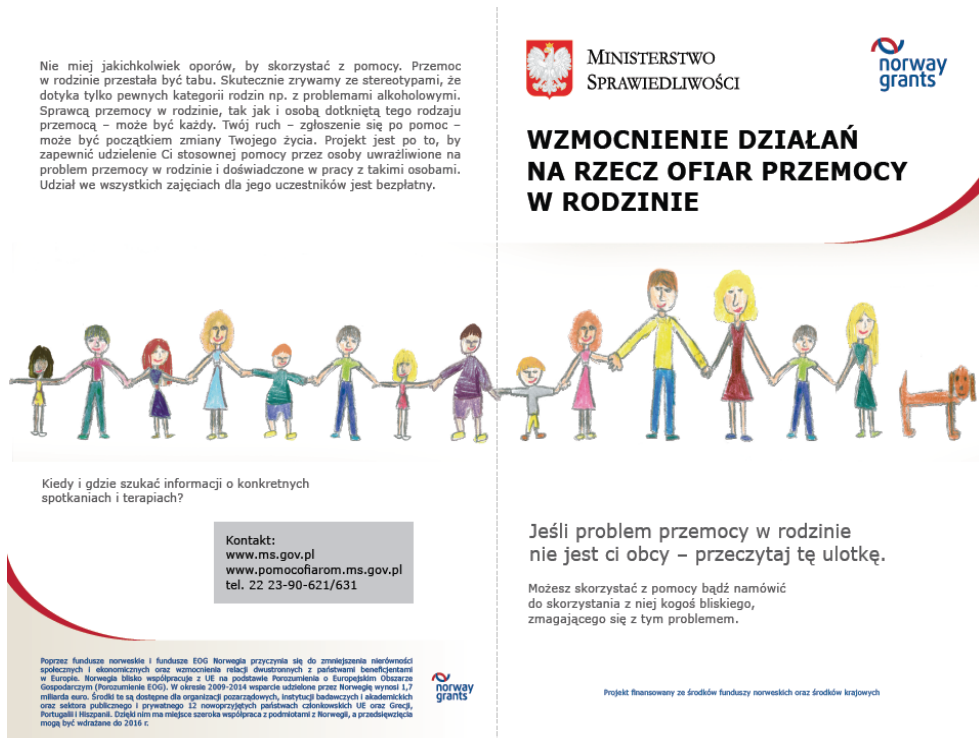 Nie miej jakichkolwiek oporów, by skorzystać z pomocy. Przemoc
w rodzinie przestała być tabu. Skutecznie zrywamy ze stereotypami, że
dotyka tylko pewnych kategorii rodzin np. z problemami alkoholowymi.
Sprawcą przemocy w rodzinie, tak jak i osobą dotkniętą tego rodzaju
przemocą – może być każdy. Twój ruch – zgłoszenie się po pomoc –
może być początkiem zmiany Twojego życia. Projekt jest po to, by
zapewnić udzielenie Ci stosownej pomocy przez osoby uwrażliwione na
problem przemocy w rodzinie i doświadczone w pracy z takimi osobami.
Udział we wszystkich zajęciach dla jego uczestników jest bezpłatny.
Kiedy i gdzie szukać informacji o konkretnych
spotkaniach i terapiach?
Kontakt:
www.ms.gov.pl
www.pomocofiarom.ms.gov.pl
tel. 22 23-90-621/631
Poprzez fundusze norweskie i fundusze EOG Norwegia przyczynia się do zmniejszenia nierówności
społecznych i ekonomicznych oraz wzmocnienia relacji dwustronnych z państwami beneficjentami
w Europie. Norwegia blisko współpracuje z UE na podstawie Porozumienia o Europejskim Obszarze
Gospodarczym (Porozumienie EOG). W okresie 2009-2014 wsparcie udzielone przez Norwegię wynosi 1,7
miliarda euro. Środki te są dostępne dla organizacji pozarządowych, instytucji badawczych i akademickich
oraz sektora publicznego i prywatnego 12 nowoprzyjętych państwach członkowskich UE oraz Grecji,
Portugalii i Hiszpanii. Dzięki nim ma miejsce szeroka współpraca z podmiotami z Norwegii, a przedsięwzięcia
mogą być wdrażane do 2016 r.
norway
grants
Ministerstwo
Sprawiedliwości
norway
grants
WZMOCNIENIE DZIAŁAŃ
NA RZECZ OFIAR PRZEMOCY
W RODZINIE
Jeśli problem przemocy w rodzinie
nie jest ci obcy – przeczytaj tę ulotkę.
Możesz skorzystać z pomocy bądź namówić
do skorzystania z niej kogoś bliskiego,
zmagającego się z tym problemem.
Projekt finansowany ze środków funduszy norweskich oraz środków krajowych